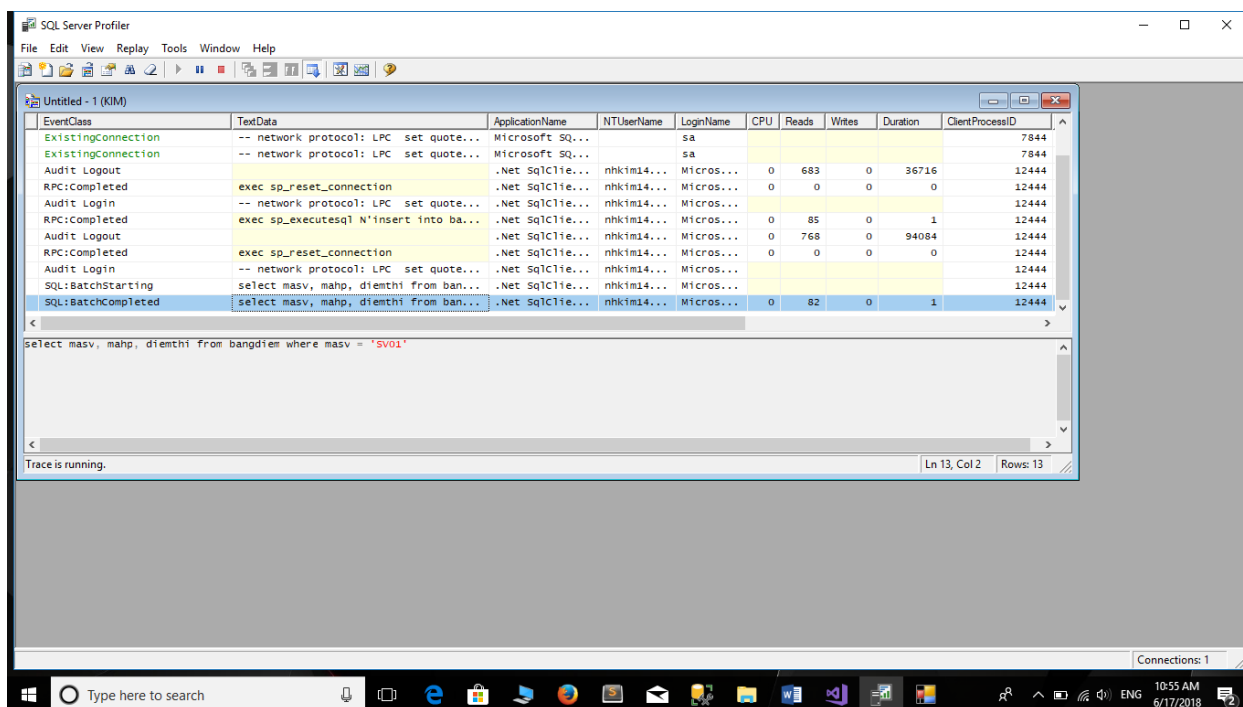 SQL Server Profiler
File Edit View Replay Tools Window Help
Untitled - 1 (KIM)
EventClass TextData ApplicationName NTUserName LoginName CPU Reads Writes Duration ClientProcessID
ExistingConnection -- network protocol: LPC set quote... Microsoft SQ... sa 7844
ExistingConnection -- network protocol: LPC set quote... Microsoft SQ... sa 7844
Audit Logout .Net SqlClie... nhkim14... Micros... 0 683 0 36716 12444
RPC:Completed exec sp_reset_connection .Net SqlClie... nhkim14... Micros... 0 0 0 0 12444
Audit Login -- network protocol: LPC set quote... .Net SqlClie... nhkim14... Micros... 12444
RPC:Completed exec sp_executesql N'insert into ba... .Net SqlClie... nhkim14... Micros... 0 85 0 1 12444
Audit Logout .Net SqlClie... nhkim14... Micros... 0 768 0 94084 12444
RPC:Completed exec sp_reset_connection .Net SqlClie... nhkim14... Micros... 0 0 0 0 12444
Audit Login -- network protocol: LPC set quote... .Net SqlClie... nhkim14... Micros... 12444
SQL:BatchStarting select masv, mahp, diemthi from ban... .Net SqlClie... nhkim14... Micros... 12444
SQL:BatchCompleted select masv, mahp, diemthi from ban... .Net SqlClie... nhkim14... Micros... 0 82 0 1 12444
select masv, mahp, diemthi from bangdiem where masv = 'SV01'
Trace is running. Ln 13, Col 2 Rows: 13
Connections: 1
Type here to search ENG 10:55 AM
6/17/2018